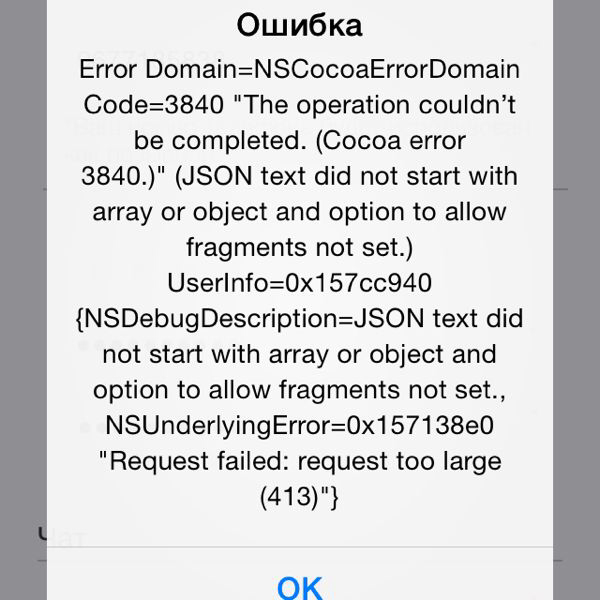 Ошибка
Error Domain=NSCocoaErrorDomain
Code=3840 "The operation couldn’t
be completed. (Cocoa error
3840.)" (JSON text did not start with
array or object and option to allow
fragments not set.)
UserInfo=0x157cc940
{NSDebugDescription=JSON text did
not start with array or object and
option to allow fragments not set.,
NSUnderlyingError=0x157138e0
"Request failed: request too large
(413)"}
Чат
OK